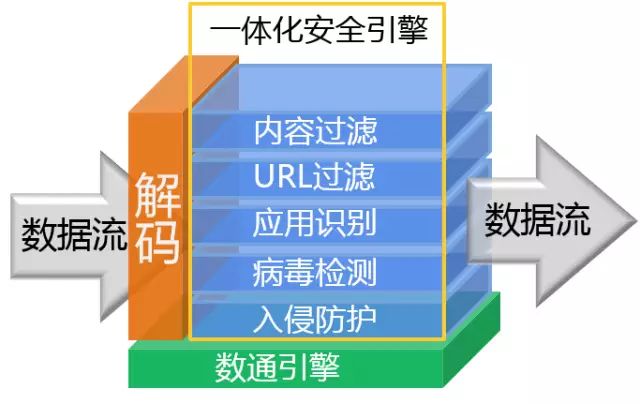 一体化安全引擎
内容过滤
URL过滤
应用识别
病毒检测
入侵防护
解码
数据流
数据流
数通引擎